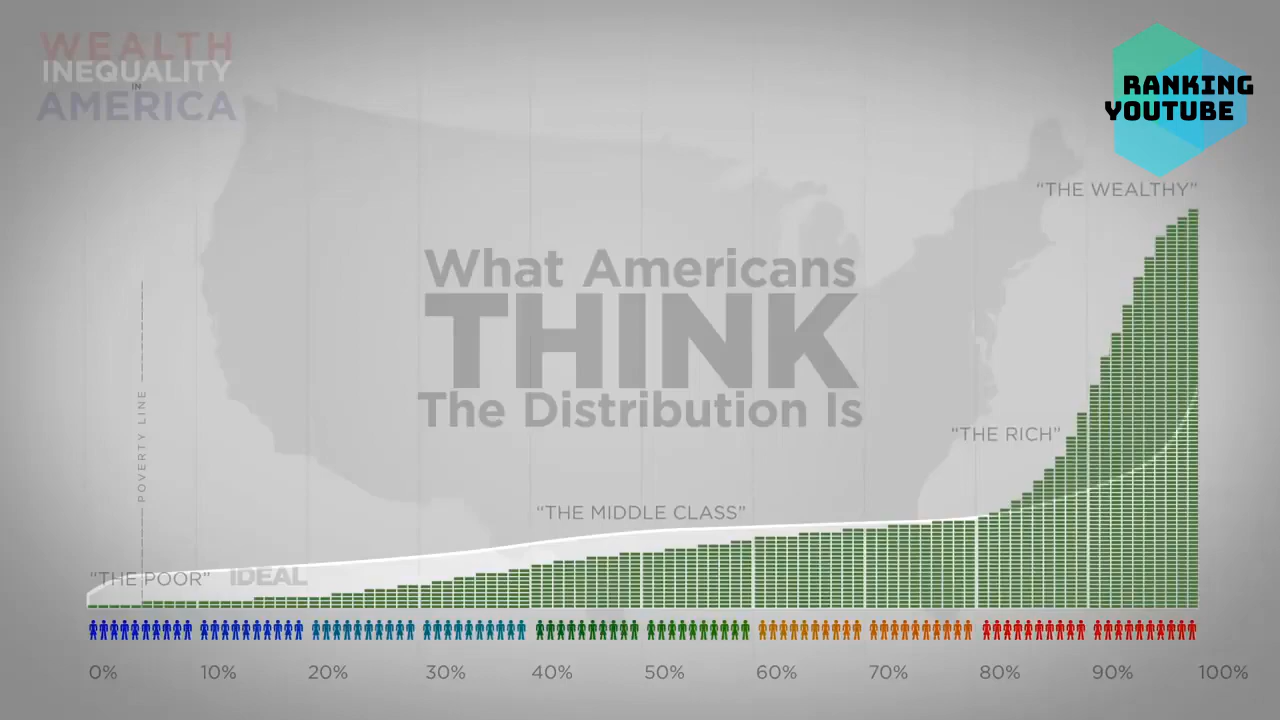 WEALTH
INEQUALITY
IN
AMERICA
RANKING
YOUTUBE
“THE WEALTHY”
What Americans
THINK
The Distribution Is
POVERTY LINE
“THE RICH”
“THE MIDDLE CLASS”
“THE POOR” IDEAL
0% 10% 20% 30% 40% 50% 60% 70% 80% 90% 100%